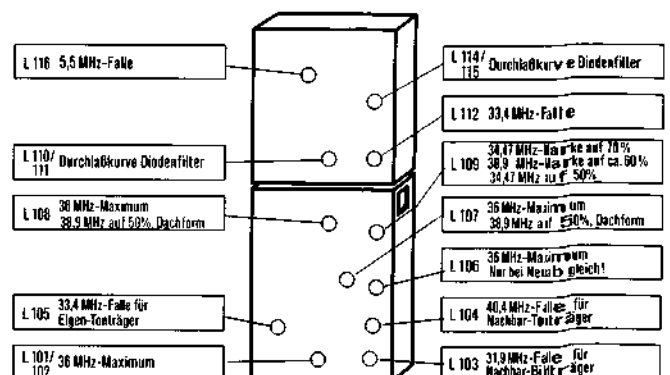 L 116 5,5 MHz-Falle
L 110/
111 Durchlaßkurve Diodenfilter
L 108 36 MHz-Maximum
38,9 MHz auf 50%, Dachform
L 105 33,4 MHz-Falle für
Eigen-Tonträger
L 101/
102 36 MHz-Maximum
L 114/
115 Durchlaßkurve Diodenfilter
L 112 33,4 MHz-Falle
L 109 34,47 MHz-Marke auf 70%
38,9 MHz-Marke auf ca. 60%
34,47 MHz auf 50%
L 107 36 MHz-Maximum
38,9 MHz auf 50%, Dachform
L 106 36 MHz-Maximum
Nur bei Neuabgleich!
L 104 40,4 MHz-Falle für
Nachbar-Tonträger
L 103 31,9 MHz-Falle für
Nachbar-Bildträger